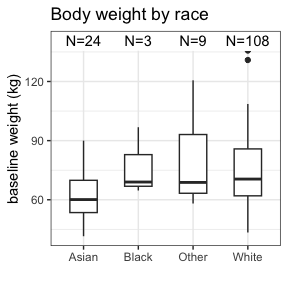 Body weight by race
N=24 N=3 N=9 N=108
baseline weight (kg)
120
90
60
Asian Black Other White